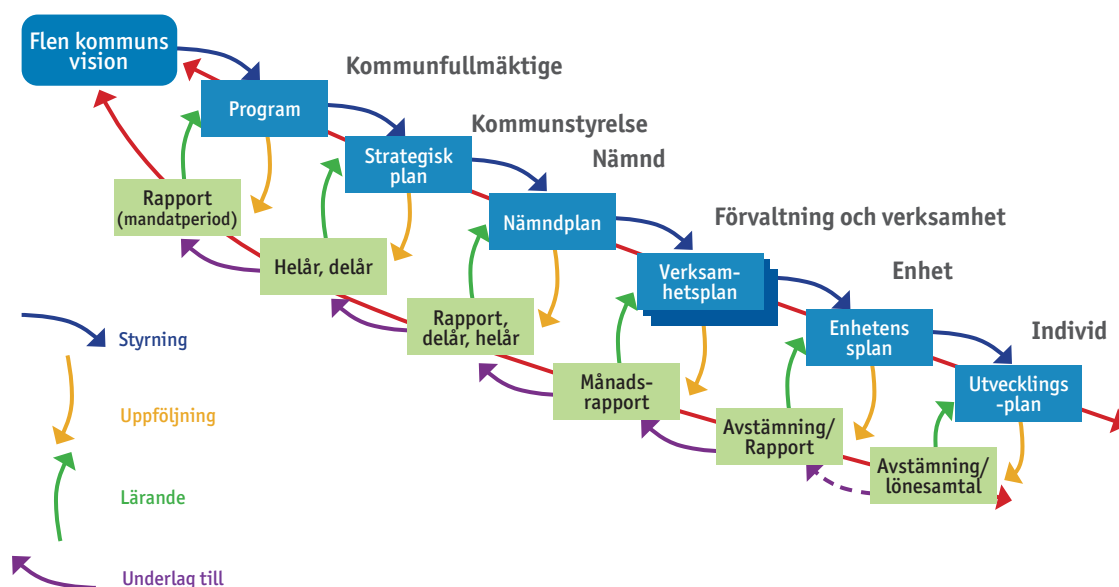 Flen kommuns
vision
Kommunfullmäktige
Program
Kommunstyrelse
Strategisk
plan
Nämnd
Rapport
(mandatperiod)
Nämndplan
Förvaltning och verksamhet
Helår, delår
Verksam-
hetsplan
Enhet
Rapport,
delår, helår
Enhetens
splan
Individ
Styrning
Månads-
rapport
Utvecklings
-plan
Uppföljning
Avstämning/
Rapport
Avstämning/
lönesamtal
Lärande
Underlag till